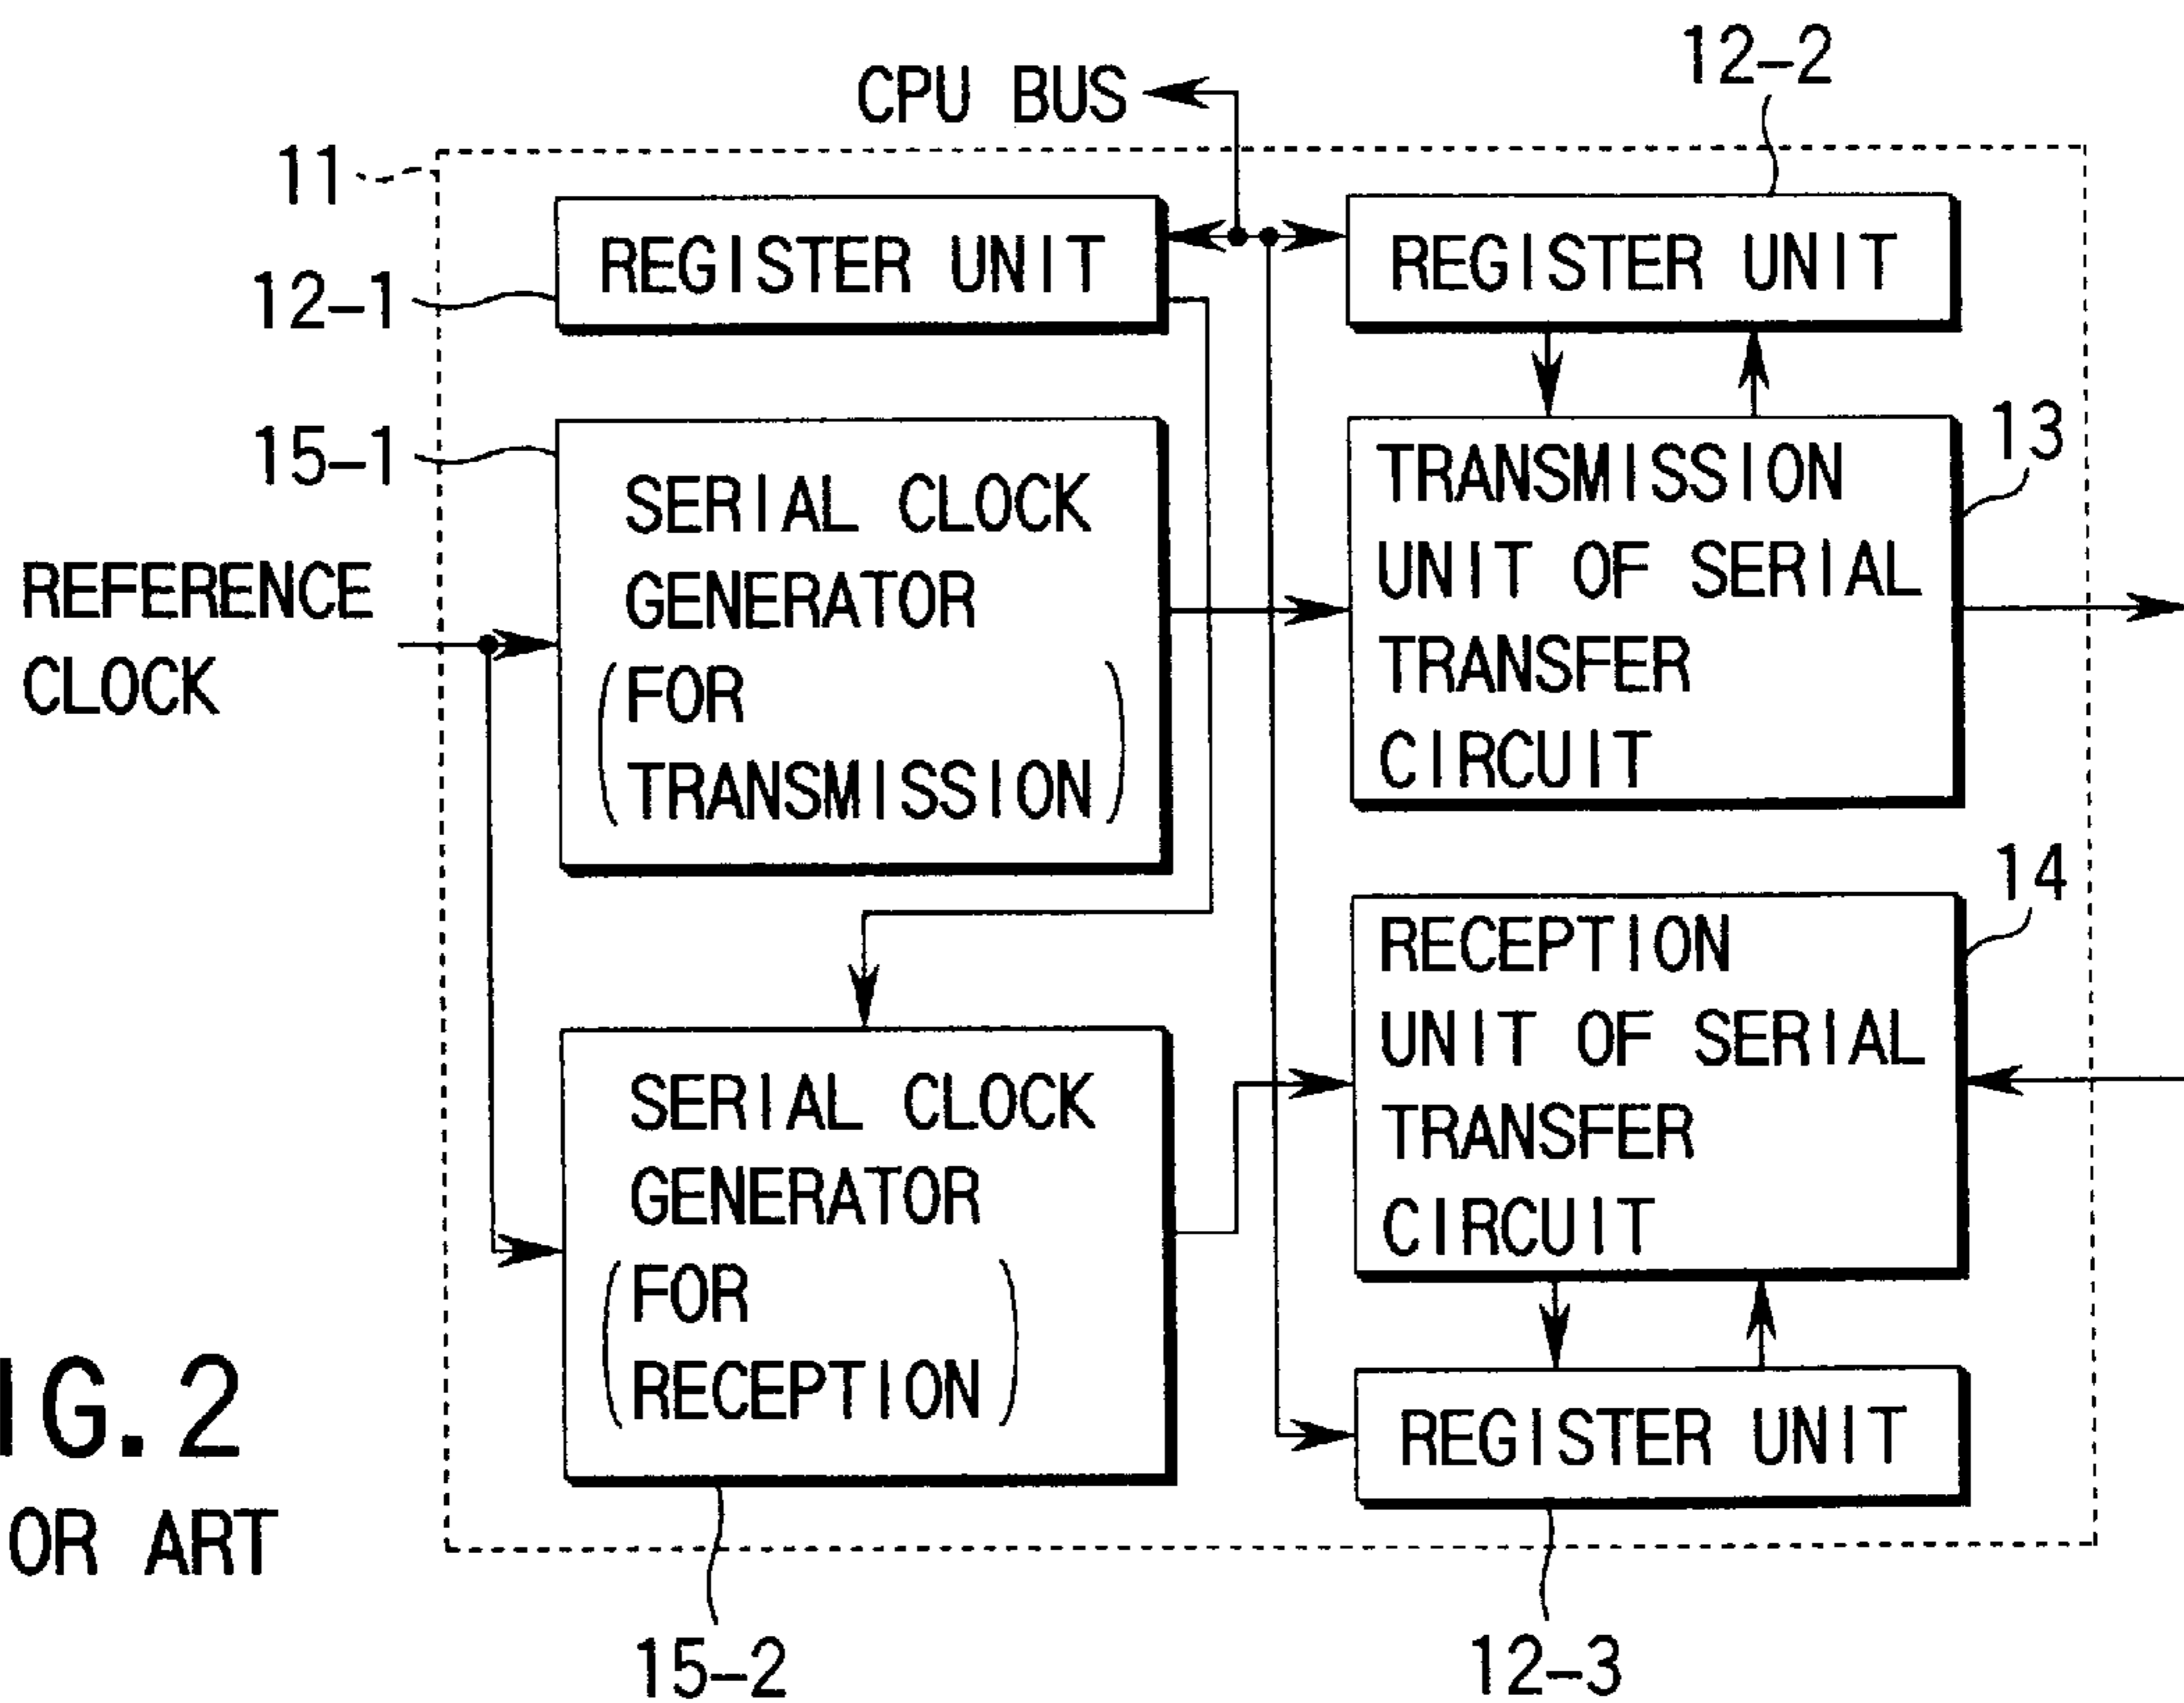 12-2
CPU BUS
11
REGISTER UNIT
REGISTER UNIT
12-1
15-1
13
SERIAL CLOCK
GENERATOR
(FOR
TRANSMISSION)
TRANSMISSION
UNIT OF SERIAL
TRANSFER
CIRCUIT
REFERENCE
CLOCK
14
RECEPTION
UNIT OF SERIAL
TRANSFER
CIRCUIT
SERIAL CLOCK
GENERATOR
(FOR
RECEPTION)
REGISTER UNIT
IG.2
OR ART
15-2
12-3